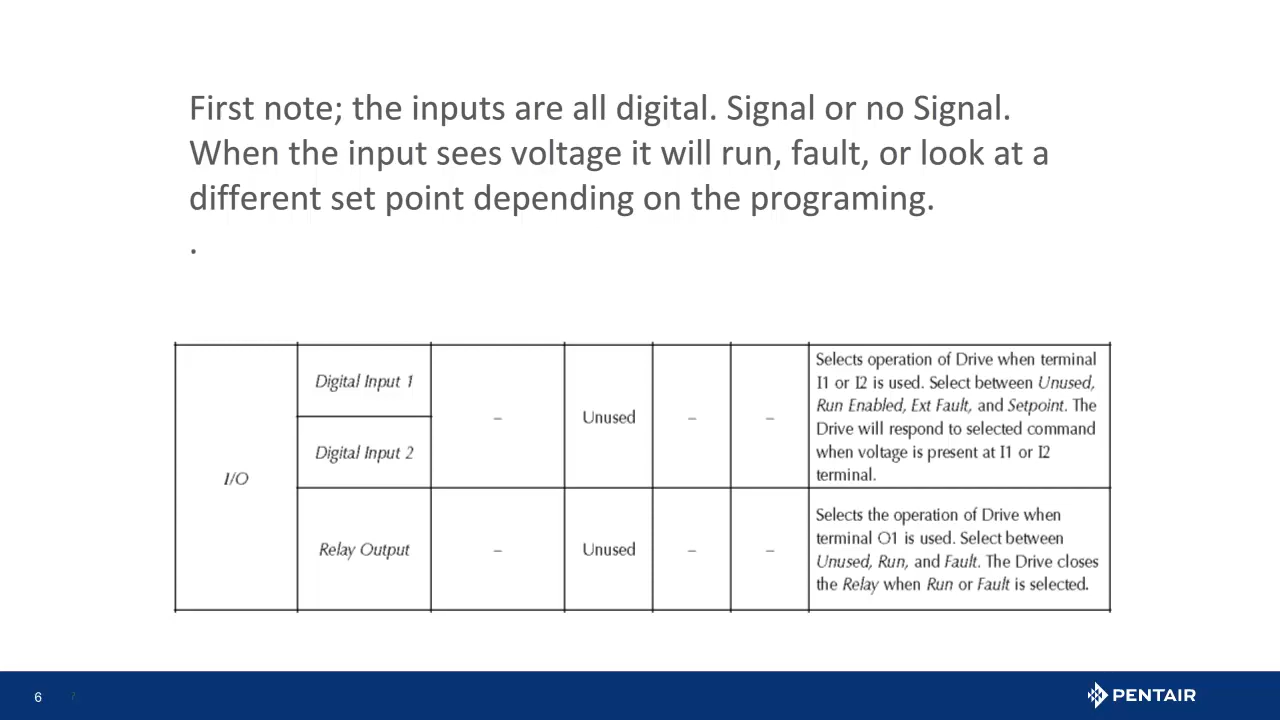 First note; the inputs are all digital. Signal or no Signal.
When the input sees voltage it will run, fault, or look at a
different set point depending on the programing.
.
I/O
Digital Input 1
Digital Input 2
–
Unused
–
–
Selects operation of Drive when terminal
I1 or I2 is used. Select between Unused,
Run Enabled, Ext Fault, and Setpoint. The
Drive will respond to selected command
when voltage is present at I1 or I2
terminal.
Relay Output
–
Unused
–
–
Selects the operation of Drive when
terminal O1 is used. Select between
Unused, Run, and Fault. The Drive closes
the Relay when Run or Fault is selected.
6
7
PENTAIR